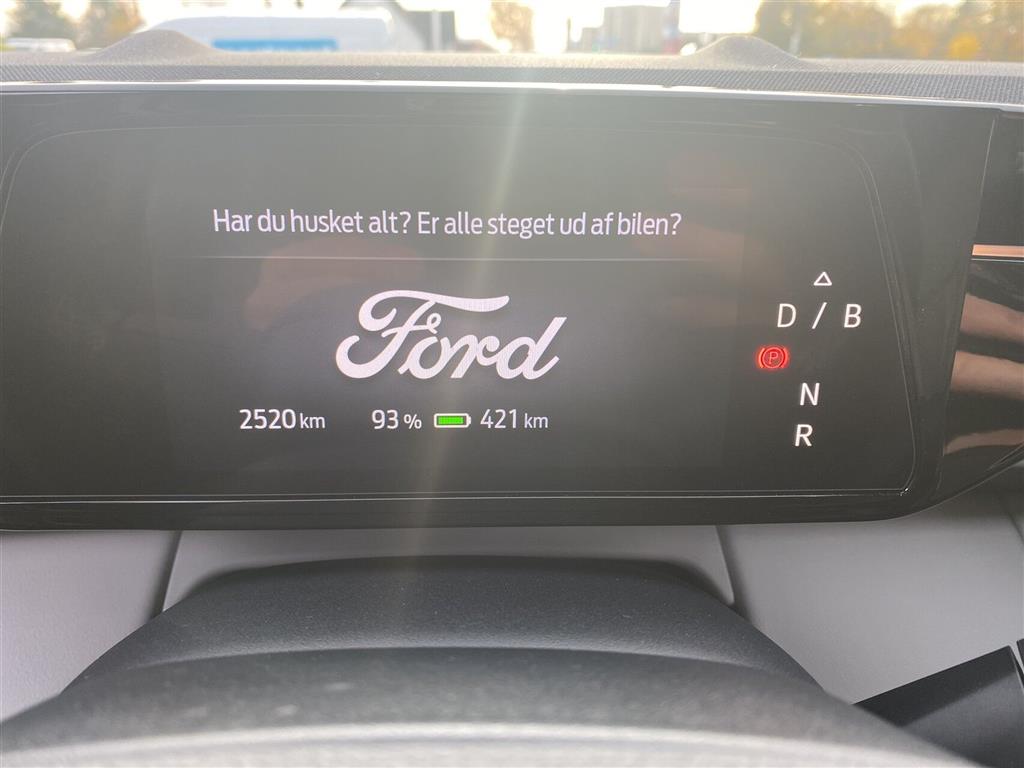 Har du husket alt? Er alle steget ud af bilen?
Ford
2520 km 93 % 421 km
D / B
P
N
R